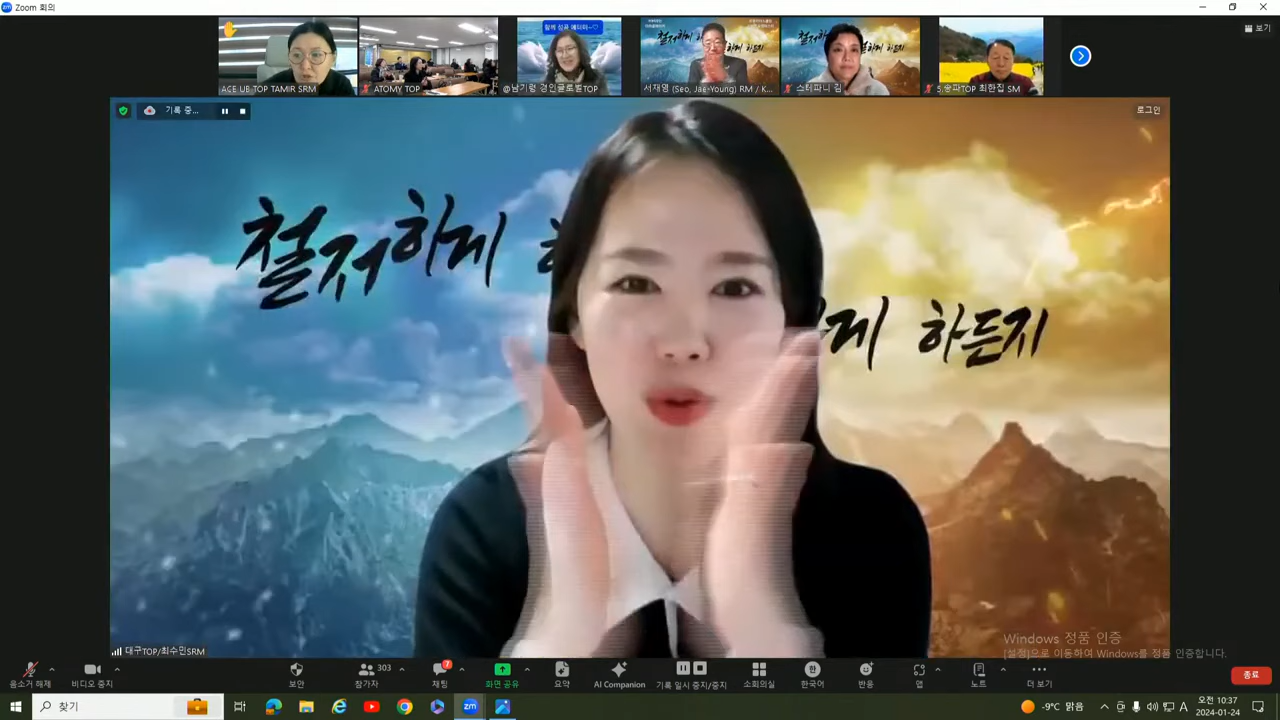 Zoom 회의
보기
함께 성공 에터미~♡
ACE UB TOP TAMIR SRM
ATOMY TOP
@남기령 경인글로벌TOP
서재영 (Seo, Jae-Young) RM / K...
스테파니 림
5.송파TOP 최한집 SM
기록 중...
로그인
철저하게 하
게 하든지
대구TOP/최수민SRM
Windows 정품 인증
[설정]으로 이동하여 Windows를 정품 인증합니다.
음소거 해제
비디오 중지
보안
303
참가자
7
채팅
화면 공유
요약
AI Companion
기록 일시 중지/중지
소회의실
한국어
반응
앱
노트
더 보기
종료
찾기
-9°C 맑음
A
오전 10:37
2024-01-24